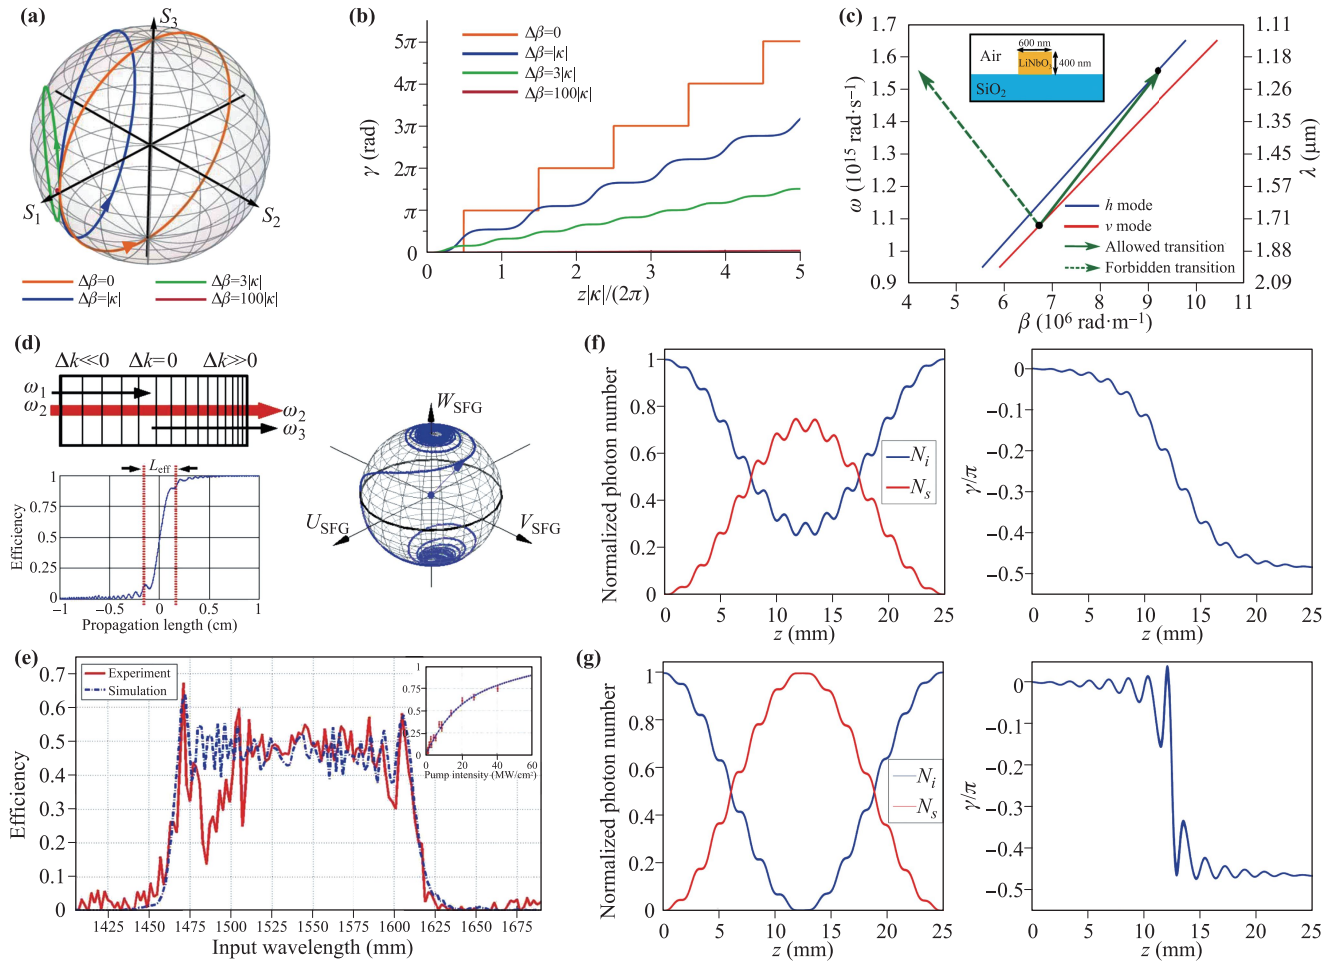 (a)
S3
S1
S2
Δβ=0
Δβ=3|κ|
Δβ=|κ|
Δβ=100|κ|
(b)
Δβ=0
Δβ=|κ|
Δβ=3|κ|
Δβ=100|κ|
5π
4π
3π
2π
π
0
γ (rad)
0 1 2 3 4 5
z|κ|/(2π)
(c)
1.7
1.6
1.5
1.4
1.3
1.2
1.1
1
0.9
ω (10^15 rad·s^−1)
1.11
1.18
1.26
1.35
1.45
1.57
1.71
1.88
2.09
λ (μm)
600 nm
Air
LiNbO3
400 nm
SiO2
h mode
v mode
Allowed transition
Forbidden transition
4 5 6 7 8 9 10 11
β (10^6 rad·m^−1)
(d)
Δk<<0 Δk=0 Δk>>0
ω1
ω2
ω2
ω3
Leff
1
0.75
0.5
0.25
0
Efficiency
−1 −0.5 0 0.5 1
Propagation length (cm)
WSFG
USFG
VSFG
(e)
Experiment
Simulation
0.7
0.6
0.5
0.4
0.3
0.2
0.1
0
Efficiency
1
0.75
0.5
0.25
0
0 20 40 60
Pump intensity (MW/cm²)
1425 1450 1475 1500 1525 1550 1575 1600 1625 1650 1675
Input wavelength (mm)
(f)
1
0.8
0.6
0.4
0.2
0
Normalized photon number
Ni
Ns
0 5 10 15 20 25
z (mm)
0
−0.1
−0.2
−0.3
−0.4
−0.5
γ/π
0 5 10 15 20 25
z (mm)
(g)
1
0.8
0.6
0.4
0.2
0
Normalized photon number
Ni
Ns
0 5 10 15 20 25
z (mm)
0
−0.1
−0.2
−0.3
−0.4
−0.5
γ/π
0 5 10 15 20 25
z (mm)